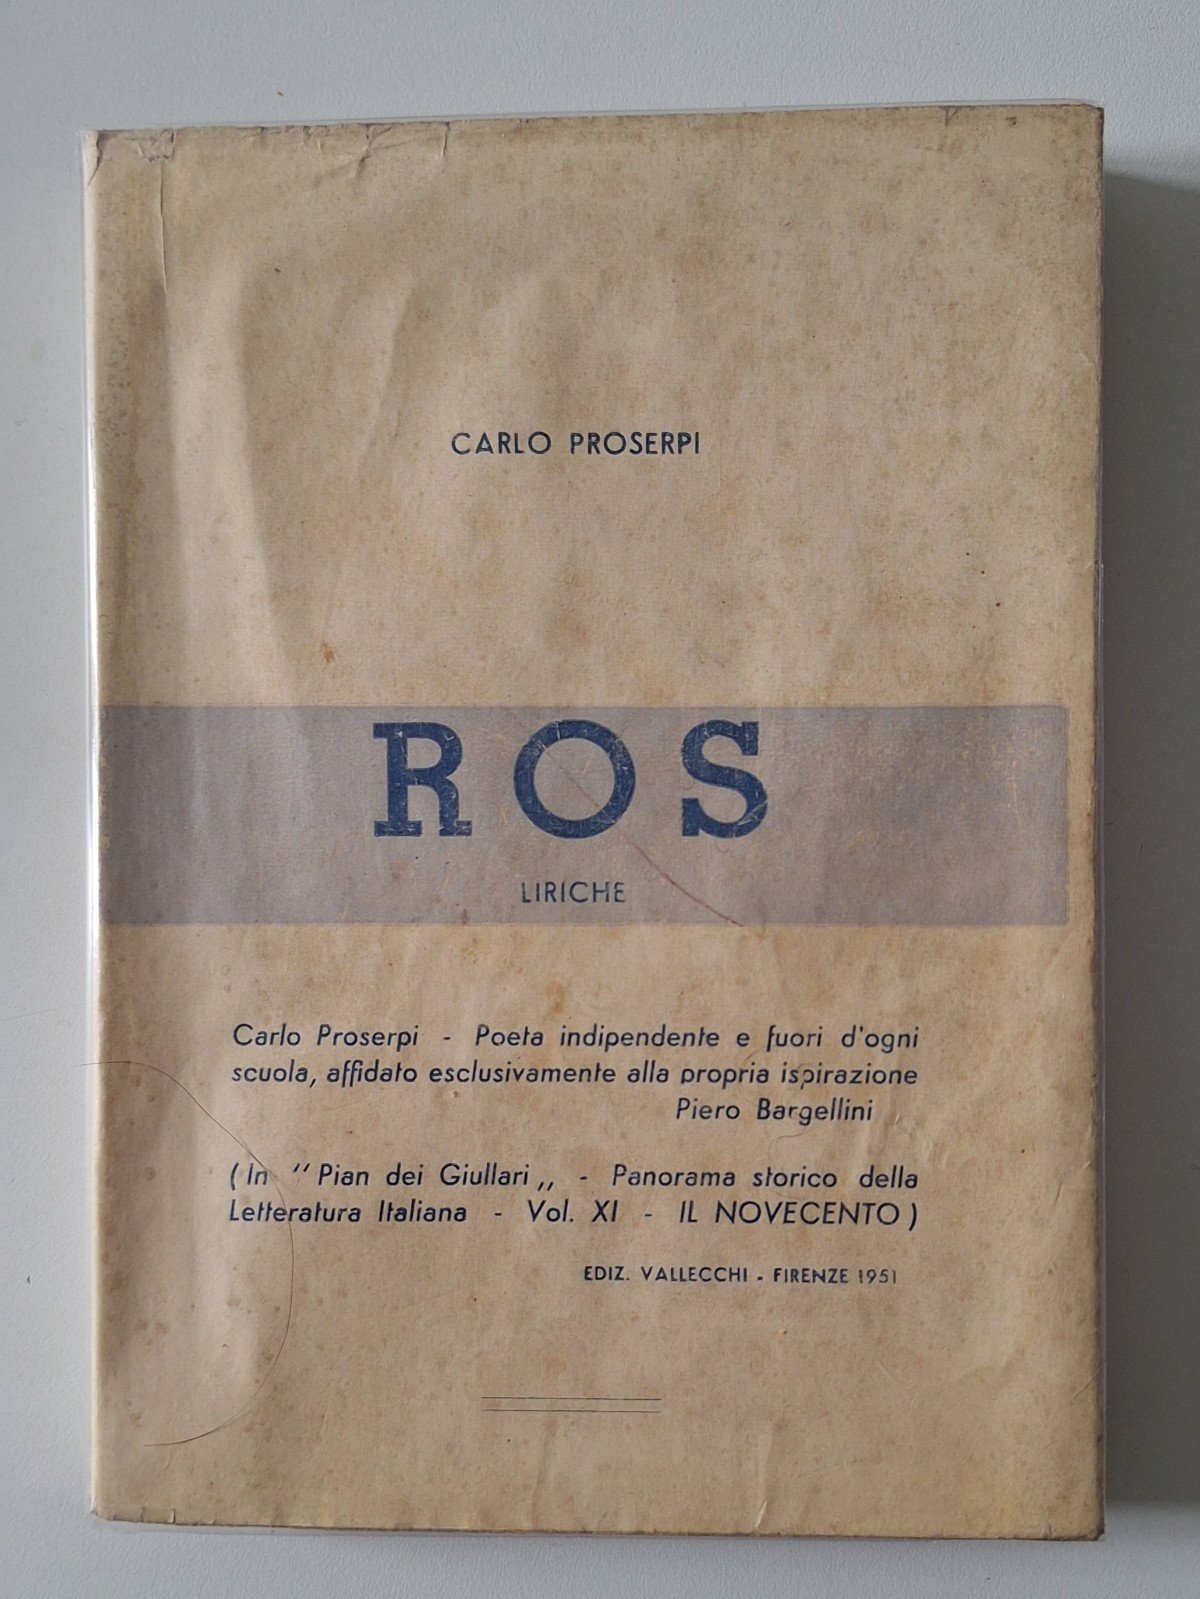 CARLO PROSERPI
ROS
LIRICHE
Carlo Proserpi - Poeta indipendente e fuori d'ogni
scuola, affidato esclusivamente alla propria ispirazione
Piero Bargellini
(In "Pian dei Giullari„ - Panorama storico della
Letteratura Italiana - Vol. XI - IL NOVECENTO)
EDIZ. VALLECCHI - FIRENZE 1951